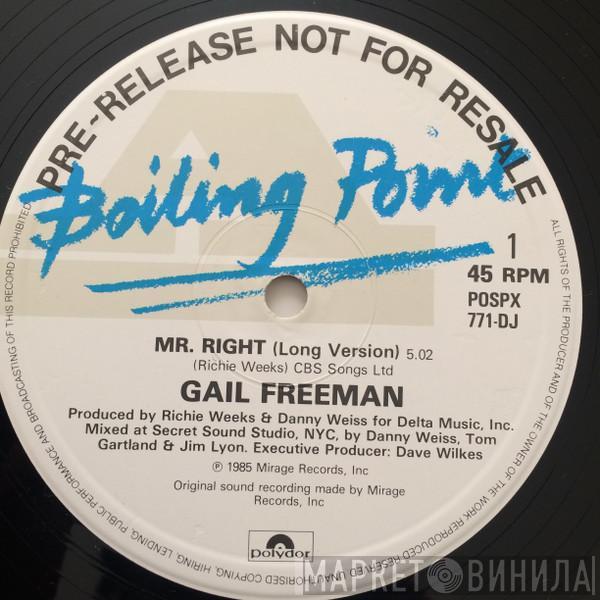 PRE-RELEASE NOT FOR RESALE
Boiling Point
1
45 RPM
POSPX
771-DJ
MR. RIGHT (Long Version) 5.02
(Richie Weeks) CBS Songs Ltd
GAIL FREEMAN
Produced by Richie Weeks & Danny Weiss for Delta Music, Inc.
Mixed at Secret Sound Studio, NYC, by Danny Weiss, Tom
Gartland & Jim Lyon. Executive Producer: Dave Wilkes
℗ 1985 Mirage Records, Inc
Original sound recording made by Mirage
Records, Inc
polydor
ALL RIGHTS OF THE PRODUCER AND OF THE OWNER OF THE WORK REPRODUCED RESERVED UNAUTHORISED COPYING, HIRING, LENDING, PUBLIC PERFORMANCE AND BROADCASTING OF THIS RECORD PROHIBITED
МАРКЕТ ВИНИЛА